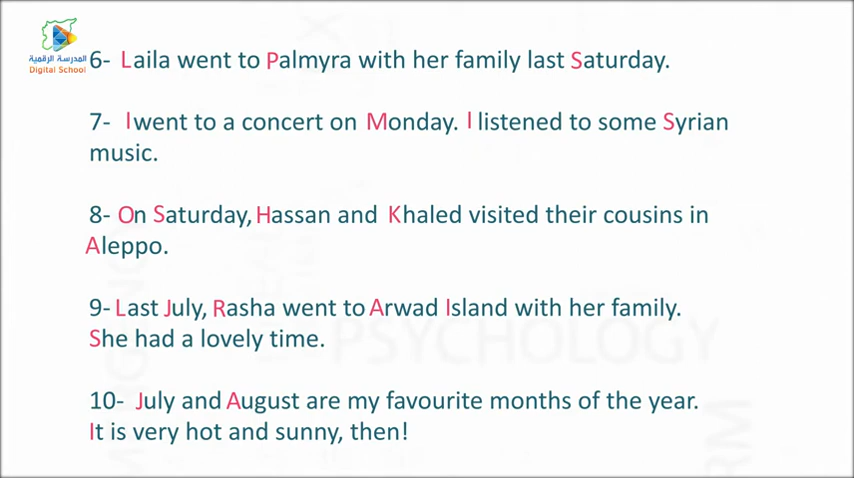 المدرسة الرقمية
Digital School
6- Laila went to Palmyra with her family last Saturday.
7- I went to a concert on Monday. I listened to some Syrian
music.
8- On Saturday, Hassan and Khaled visited their cousins in
Aleppo.
9- Last July, Rasha went to Arwad Island with her family.
She had a lovely time.
PSYCHOLOGY
10- July and August are my favourite months of the year.
It is very hot and sunny, then!